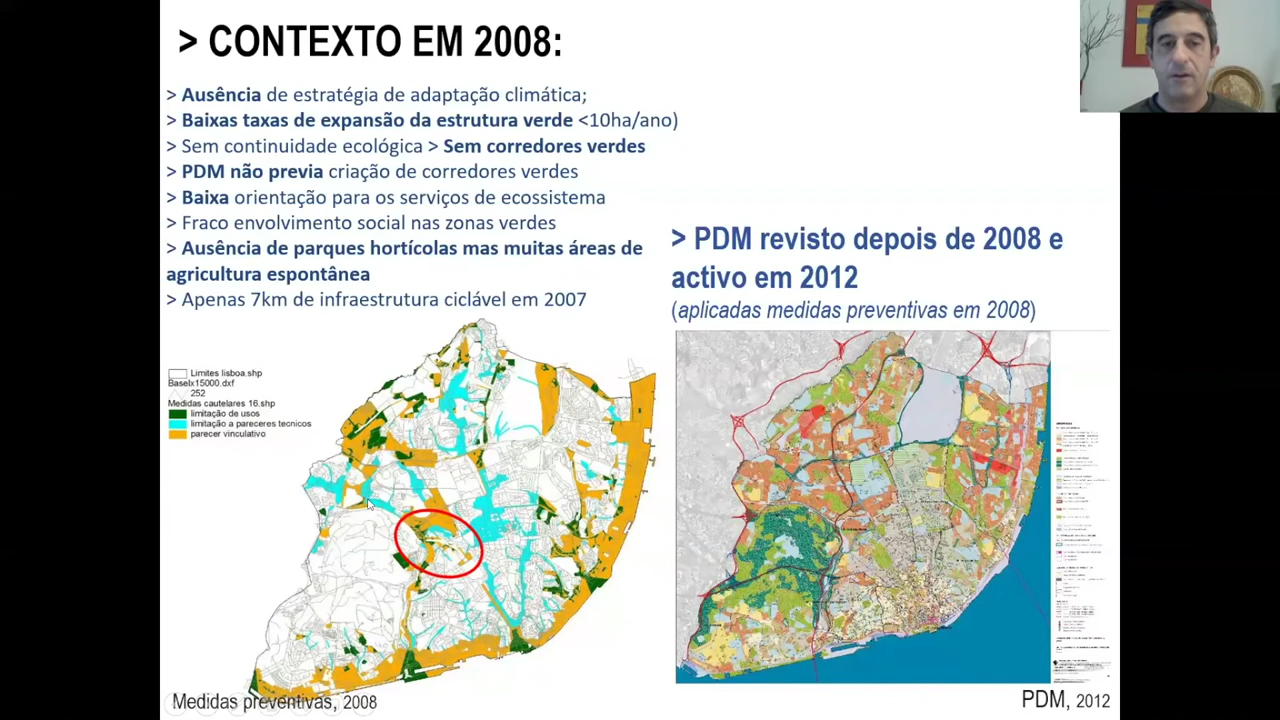 > CONTEXTO EM 2008:
> Ausência de estratégia de adaptação climática;
> Baixas taxas de expansão da estrutura verde <10ha/ano)
> Sem continuidade ecológica > Sem corredores verdes
> PDM não previa criação de corredores verdes
> Baixa orientação para os serviços de ecossistema
> Fraco envolvimento social nas zonas verdes
> Ausência de parques hortícolas mas muitas áreas de
agricultura espontânea
> Apenas 7km de infraestrutura ciclável em 2007
> PDM revisto depois de 2008 e
activo em 2012
(aplicadas medidas preventivas em 2008)
Limites lisboa.shp
Baselx15000.dxf
252
Medidas cautelares 16.shp
limitação de usos
limitação a pareceres tecnicos
parecer vinculativo
Medidas preventivas, 2008
PDM, 2012